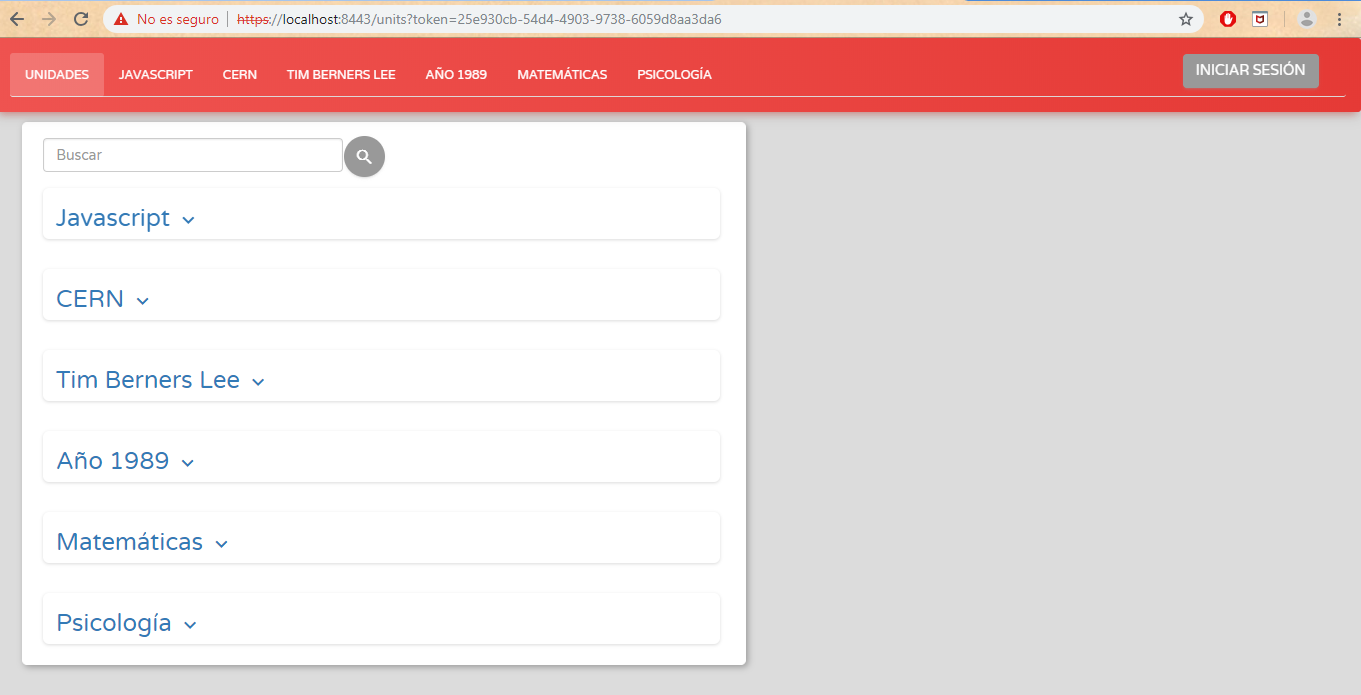 No es seguro https://localhost:8443/units?token=25e930cb-54d4-4903-9738-6059d8aa3da6
UNIDADES JAVASCRIPT CERN TIM BERNERS LEE AÑO 1989 MATEMÁTICAS PSICOLOGÍA INICIAR SESIÓN
Buscar
Javascript
CERN
Tim Berners Lee
Año 1989
Matemáticas
Psicología